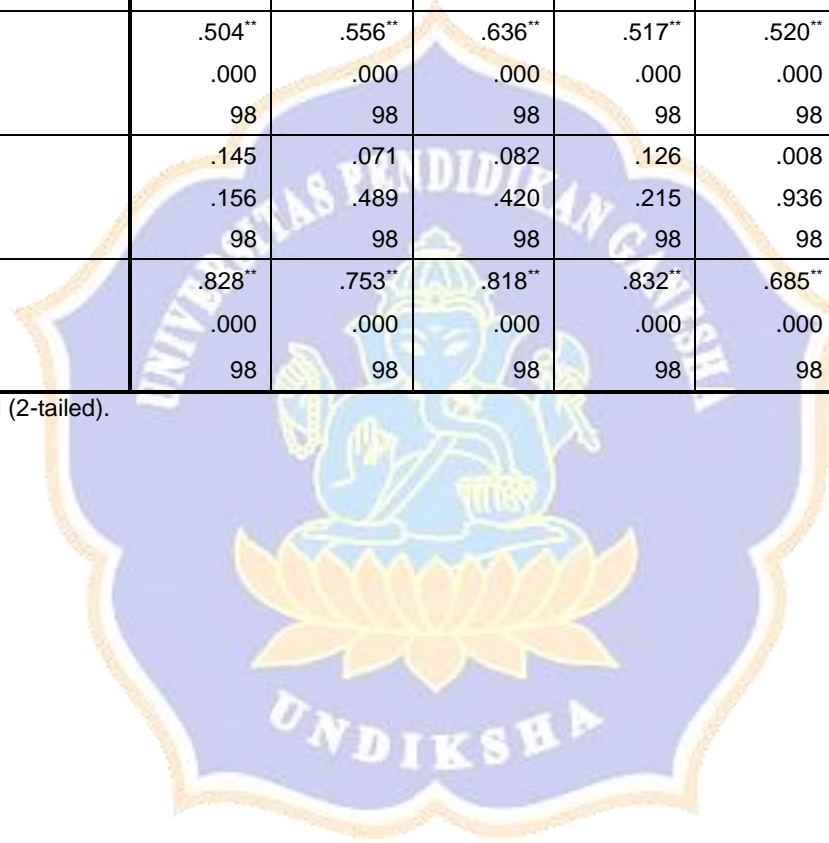 .504** .556** .636** .517** .520**
.000 .000 .000 .000 .000
98 98 98 98 98
.145 .071 .082 .126 .008
.156 .489 .420 .215 .936
98 98 98 98 98
.828** .753** .818** .832** .685**
.000 .000 .000 .000 .000
98 98 98 98 98
(2-tailed).
UNIVERSITAS PENDIDIKAN GANESHA
UNDIKSHA